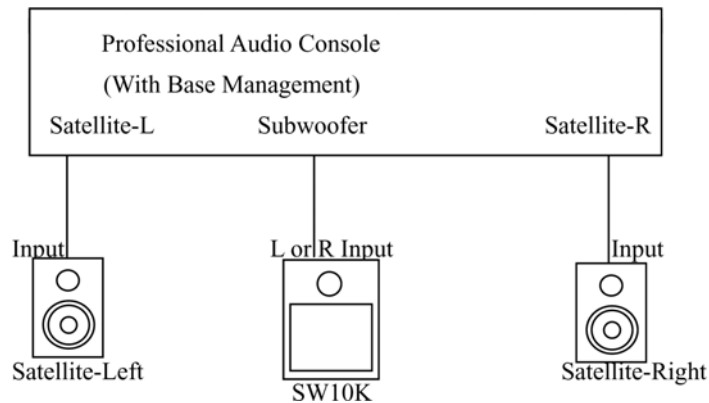 Professional Audio Console
(With Base Management)
Satellite-L Subwoofer Satellite-R
Input L or R Input Input
Satellite-Left Satellite-Right
SW10K